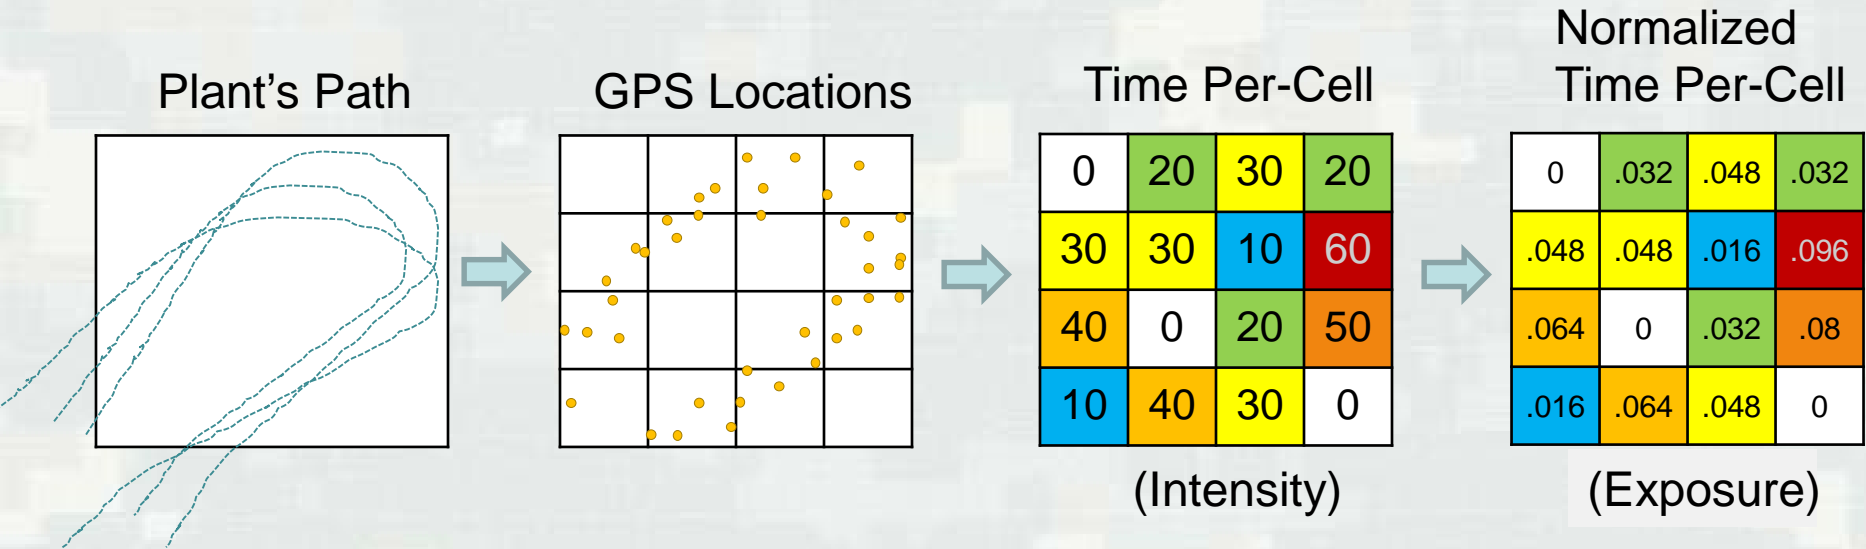 Plant's Path
GPS Locations
Time Per-Cell
Normalized
Time Per-Cell
0 20 30 20
30 30 10 60
40 0 20 50
10 40 30 0
(Intensity)
0 .032 .048 .032
.048 .048 .016 .096
.064 0 .032 .08
.016 .064 .048 0
(Exposure)